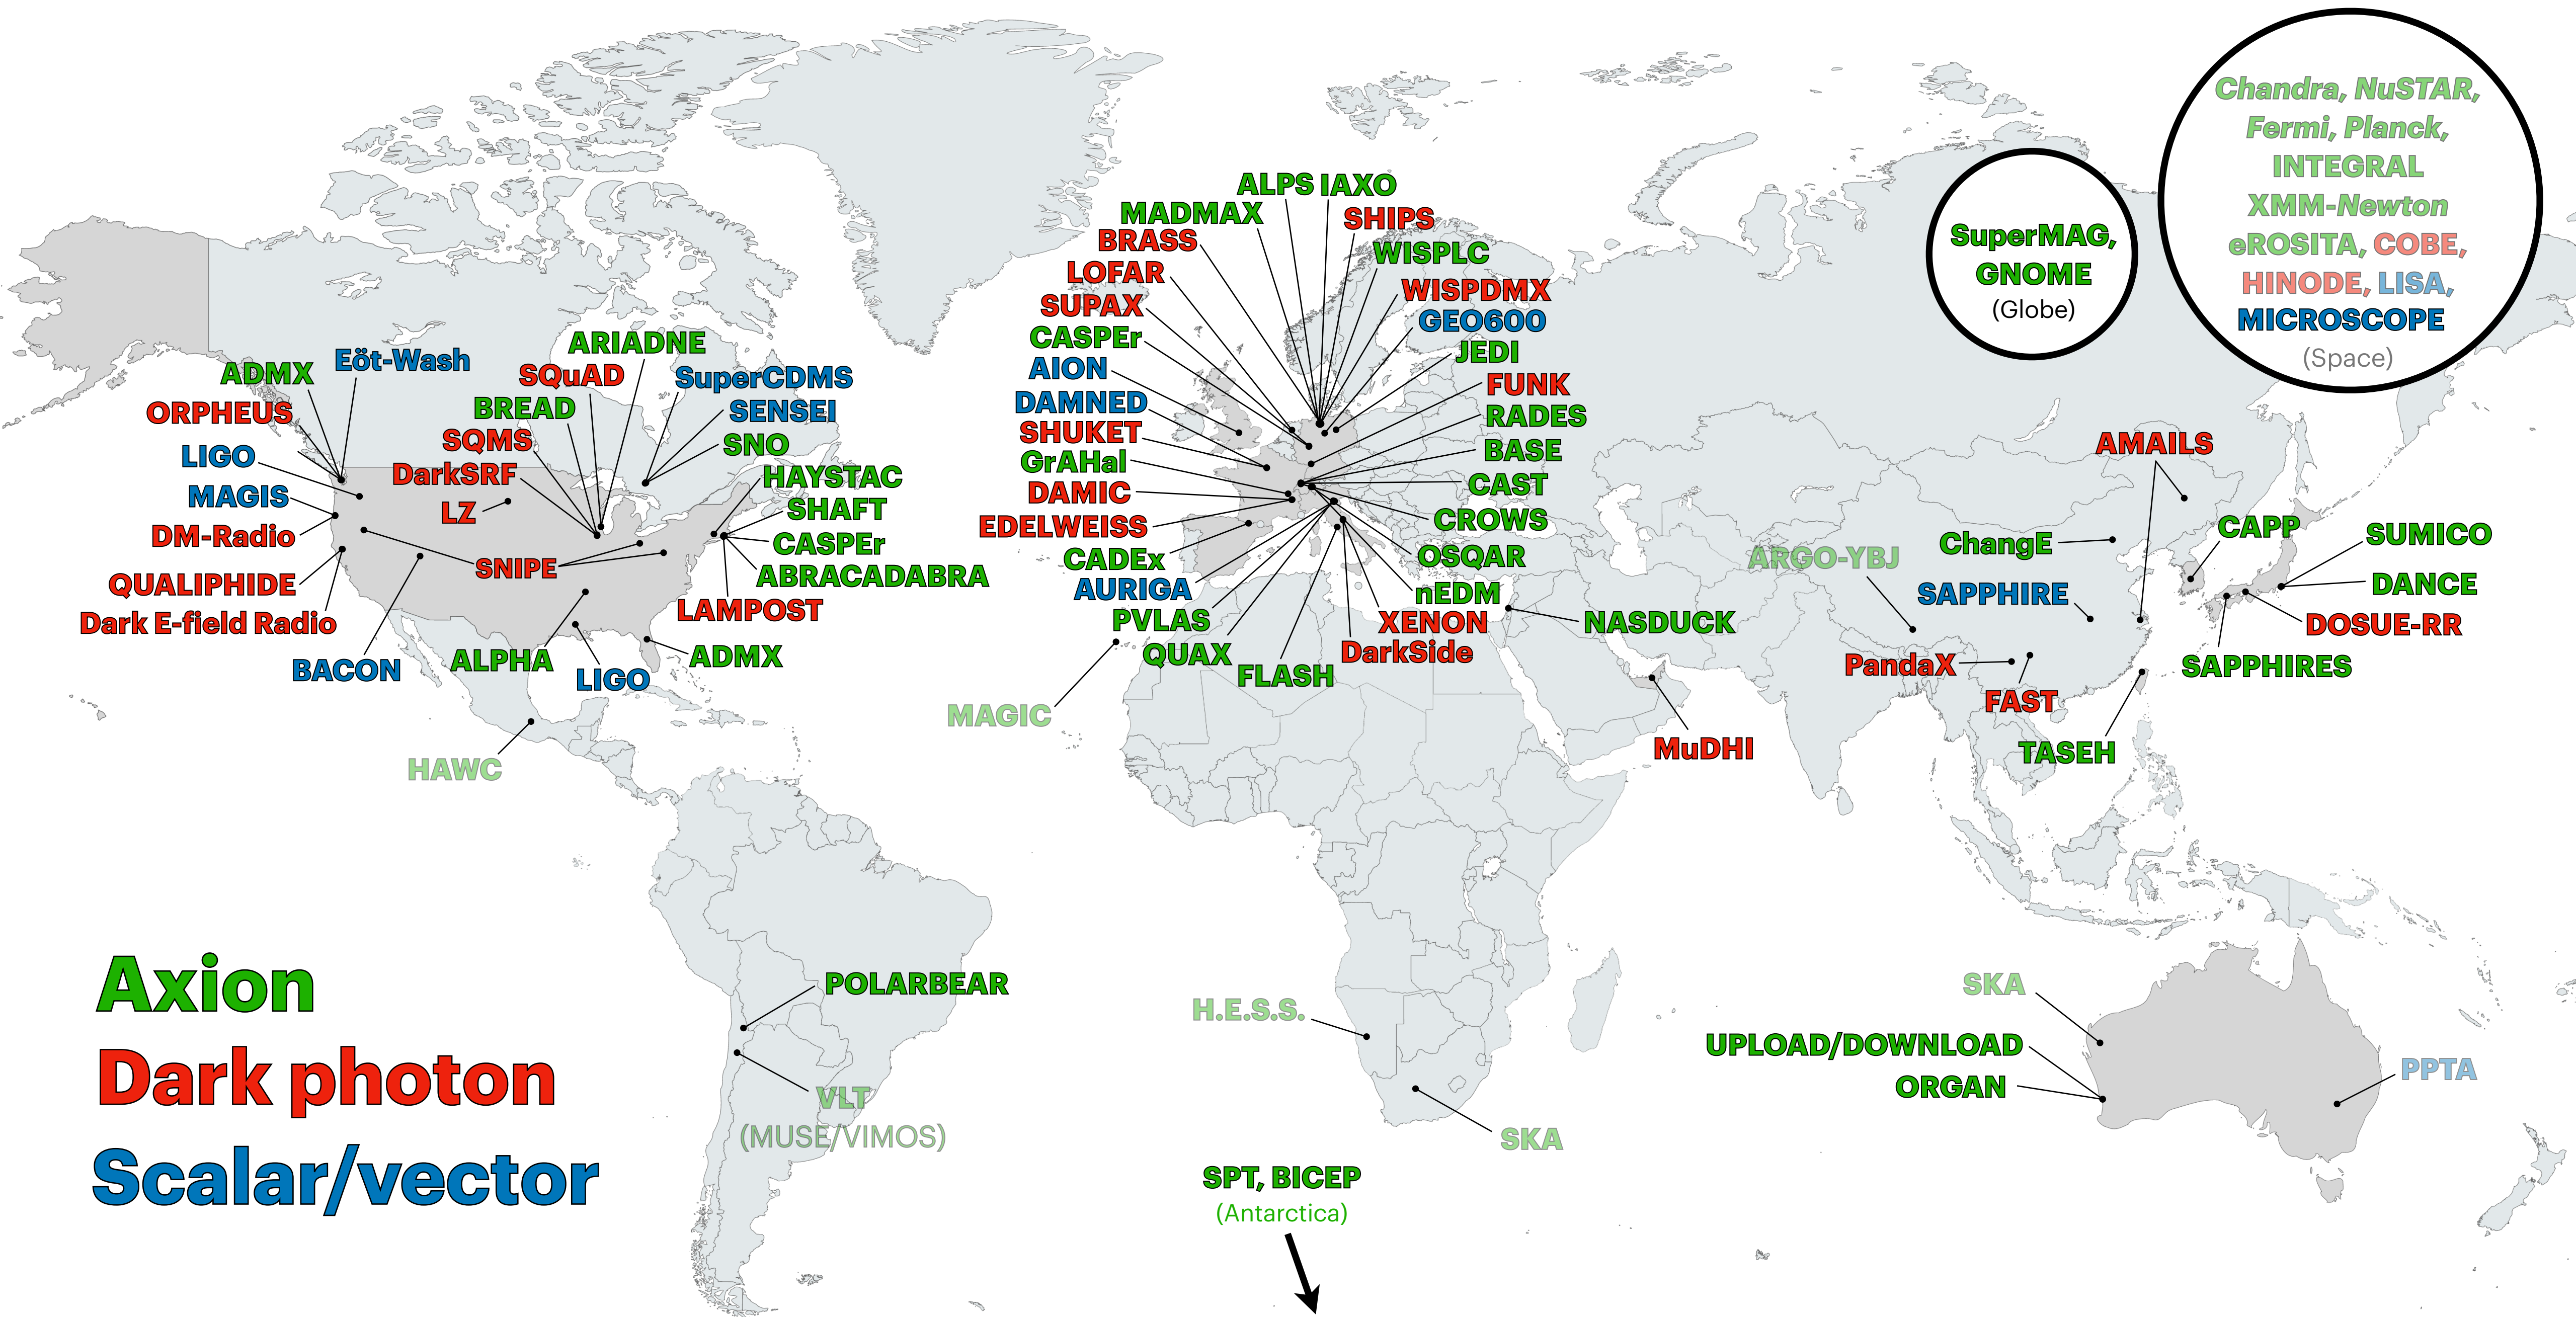 Chandra, NuSTAR,
Fermi, Planck,
INTEGRAL
XMM-Newton
eROSITA, COBE,
HINODE, LISA,
MICROSCOPE
(Space)
SuperMAG,
GNOME
(Globe)
ADMX
Eöt-Wash
ORPHEUS
LIGO
MAGIS
DM-Radio
QUALIPHIDE
Dark E-field Radio
BACON
ARIADNE
SQuAD
BREAD
SQMS
DarkSRF
LZ
SNIPE
SuperCDMS
SENSEI
SNO
HAYSTAC
SHAFT
CASPEr
ABRACADABRA
LAMPOST
ALPHA
LIGO
ADMX
HAWC
ALPS
IAXO
MADMAX
SHIPS
BRASS
WISPLC
LOFAR
WISPDMX
SUPAX
GEO600
CASPEr
JEDI
AION
FUNK
DAMNED
RADES
SHUKET
BASE
GrAHal
CAST
DAMIC
CROWS
EDELWEISS
OSQAR
CADEx
nEDM
AURIGA
XENON
PVLAS
DarkSide
QUAX
FLASH
NASDUCK
MAGIC
MuDHI
AMAILS
CAPP
SUMICO
ChangE
ARGO-YBJ
DANCE
SAPPHIRE
DOSUE-RR
PandaX
SAPPHIRES
FAST
TASEH
POLARBEAR
VLT
(MUSE/VIMOS)
H.E.S.S.
SKA
SKA
UPLOAD/DOWNLOAD
ORGAN
PPTA
SPT, BICEP
(Antarctica)
Axion
Dark photon
Scalar/vector